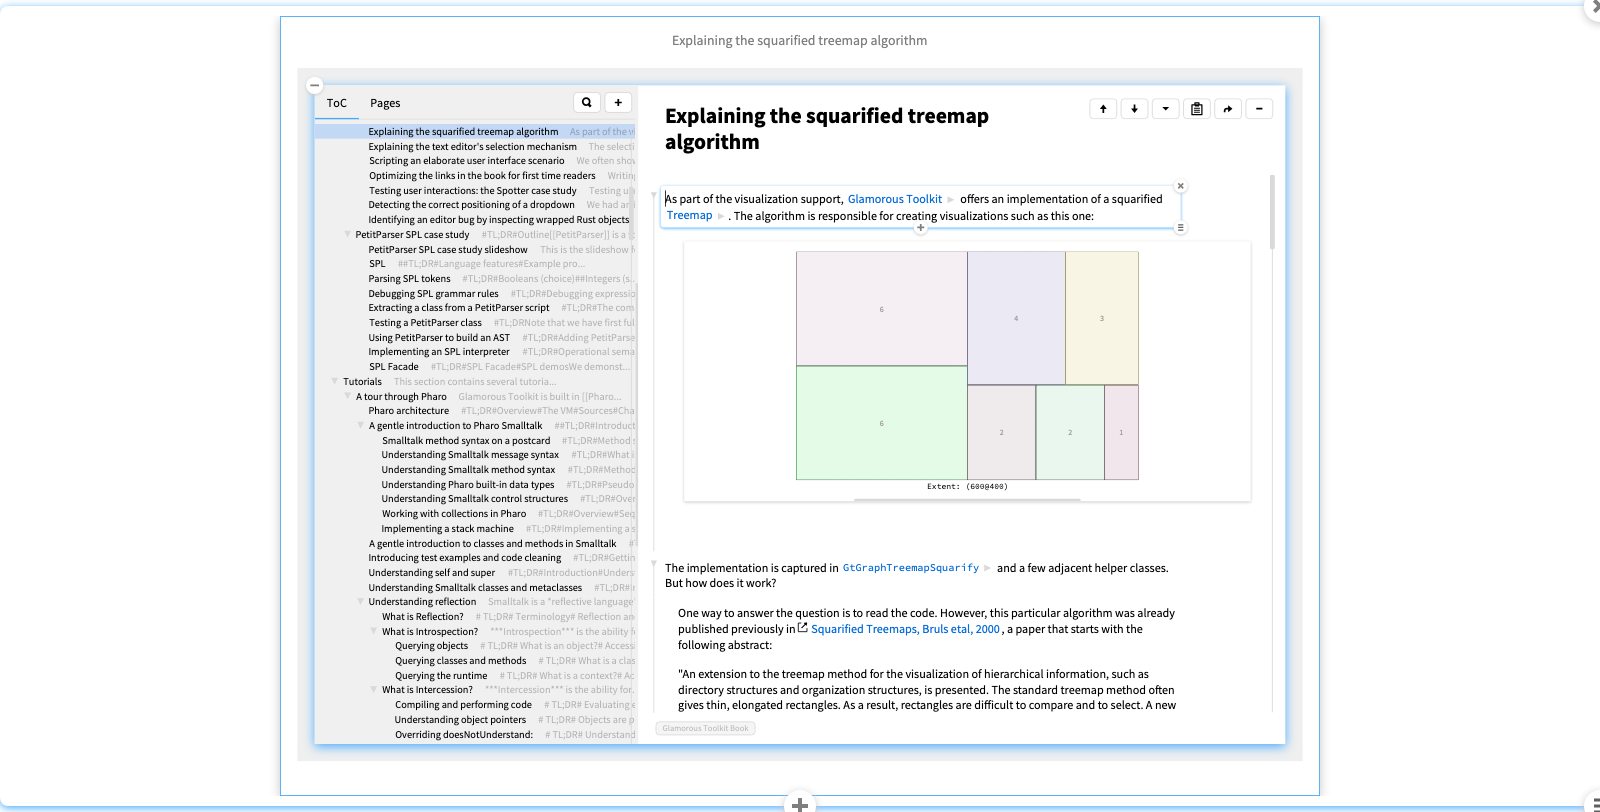 Explaining the squarified treemap algorithm
ToC Pages
Explaining the squarified treemap algorithm As part of the v
Explaining the text editor's selection mechanism The selecti
Scripting an elaborate user interface scenario We often show
Optimizing the links in the book for first time readers Writing
Testing user interactions: the Spotter case study Testing u
Detecting the correct positioning of a dropdown We had an
Identifying an editor bug by inspecting wrapped Rust objects
PetitParser SPL case study #TL;DR#Outline[[PetitParser]] is a
PetitParser SPL case study slideshow This is the slideshow f
SPL ##TL;DR#Language features#Example pro...
Parsing SPL tokens #TL;DR#Booleans (choice)##Integers (s...
Debugging SPL grammar rules #TL;DR#Debugging expressio
Extracting a class from a PetitParser script #TL;DR#The com
Testing a PetitParser class #TL;DRNote that we have first ful
Using PetitParser to build an AST #TL;DR#Adding PetitParse
Implementing an SPL interpreter #TL;DR#Operational sema
SPL Facade #TL;DR#SPL Facade#SPL demosWe demonst...
Tutorials This section contains several tutoria...
A tour through Pharo Glamorous Toolkit is built in [[Pharo...
Pharo architecture #TL;DR#Overview#The VM#Sources#Cha
A gentle introduction to Pharo Smalltalk ##TL;DR#Introduct
Smalltalk method syntax on a postcard #TL;DR#Method s
Understanding Smalltalk message syntax #TL;DR#What i
Understanding Smalltalk method syntax #TL;DR#Method
Understanding Pharo built-in data types #TL;DR#Pseudo
Understanding Smalltalk control structures #TL;DR#Over
Working with collections in Pharo #TL;DR#Overview#Seq
Implementing a stack machine #TL;DR#Implementing a s
A gentle introduction to classes and methods in Smalltalk #
Introducing test examples and code cleaning #TL;DR#Gettin
Understanding self and super #TL;DR#Introduction#Unders
Understanding Smalltalk classes and metaclasses #TL;DR#I
Understanding reflection Smalltalk is a *reflective language*
What is Reflection? # TL;DR# Terminology# Reflection an
What is Introspection? ***Introspection*** is the ability f
Querying objects # TL;DR# What is an object?# Access
Querying classes and methods # TL;DR# What is a clas
Querying the runtime # TL;DR# What is a context?# Ac
What is Intercession? ***Intercession*** is the ability for...
Compiling and performing code # TL;DR# Evaluating e
Understanding object pointers # TL;DR# Objects are p
Overriding doesNotUnderstand: # TL;DR# Understand
Explaining the squarified treemap
algorithm
As part of the visualization support, Glamorous Toolkit offers an implementation of a squarified
Treemap . The algorithm is responsible for creating visualizations such as this one:
6
4
3
6
2
2
1
Extent: (600@400)
The implementation is captured in GtGraphTreemapSquarify and a few adjacent helper classes.
But how does it work?
One way to answer the question is to read the code. However, this particular algorithm was already
published previously in Squarified Treemaps, Bruls etal, 2000 , a paper that starts with the
following abstract:
"An extension to the treemap method for the visualization of hierarchical information, such as
directory structures and organization structures, is presented. The standard treemap method often
gives thin, elongated rectangles. As a result, rectangles are difficult to compare and to select. A new
Glamorous Toolkit Book